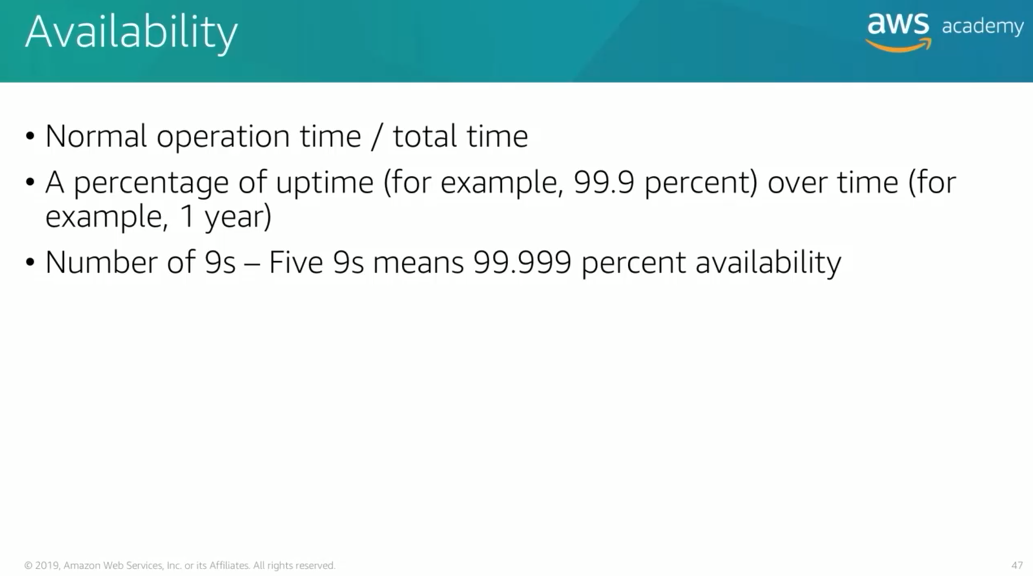 Availability
aws academy
• Normal operation time / total time
• A percentage of uptime (for example, 99.9 percent) over time (for
example, 1 year)
• Number of 9s – Five 9s means 99.999 percent availability
© 2019, Amazon Web Services, Inc. or its Affiliates. All rights reserved.
47